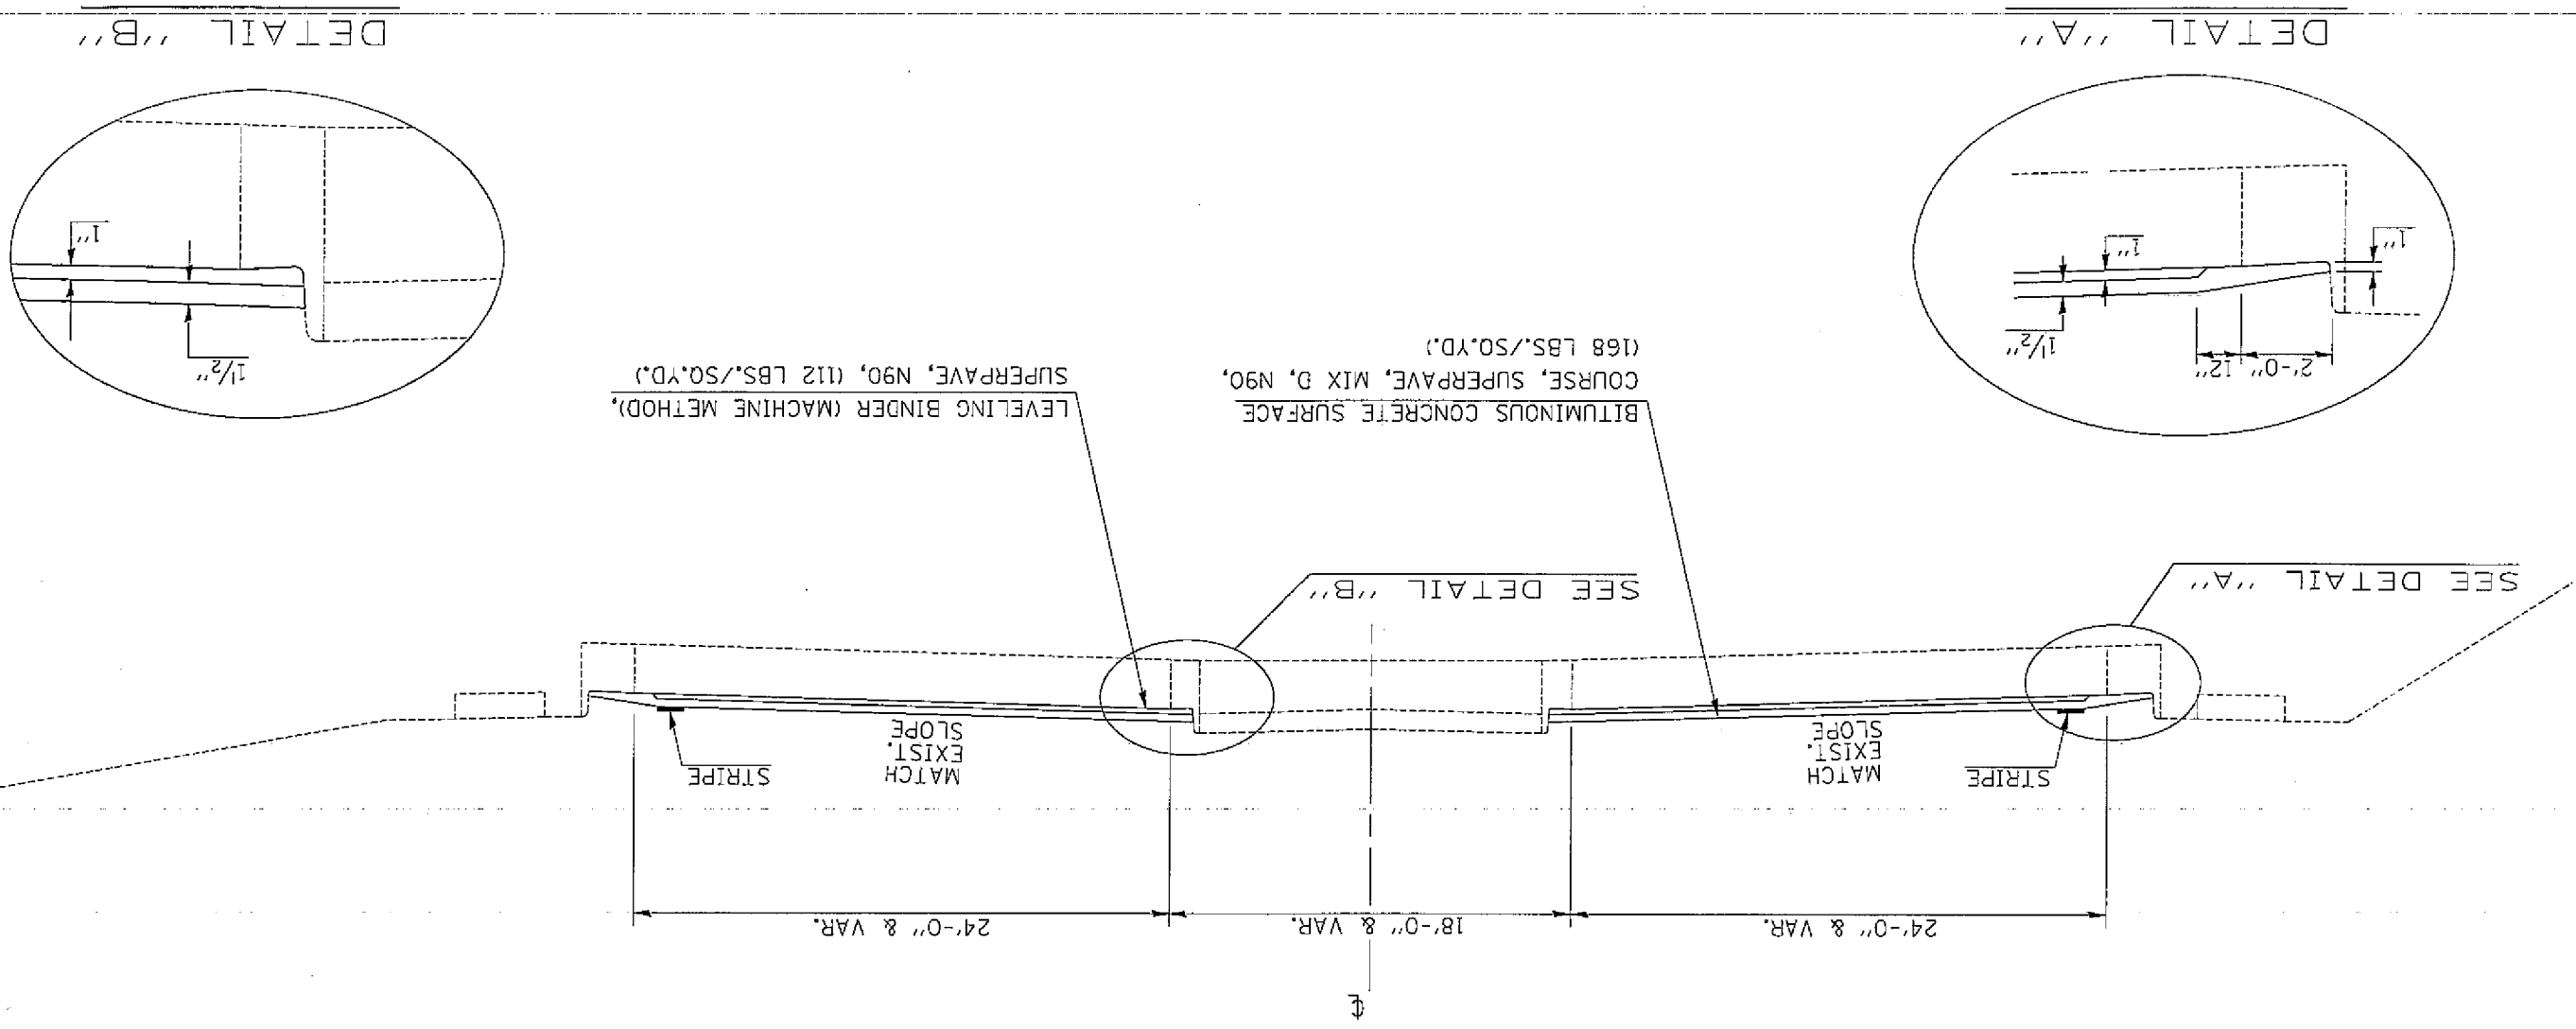 ℄
24'-0" & VAR.
18'-0" & VAR.
24'-0" & VAR.
STRIPE
MATCH
EXIST.
SLOPE
MATCH
EXIST.
SLOPE
STRIPE
SEE DETAIL "A"
SEE DETAIL "B"
BITUMINOUS CONCRETE SURFACE
COURSE, SUPERPAVE, MIX D, N90,
(168 LBS./SQ.YD.)
LEVELING BINDER (MACHINE METHOD),
SUPERPAVE, N90, (112 LBS./SQ.YD.)
2'-0"
12"
1 1/2"
1"
1"
DETAIL "A"
1 1/2"
1"
DETAIL "B"